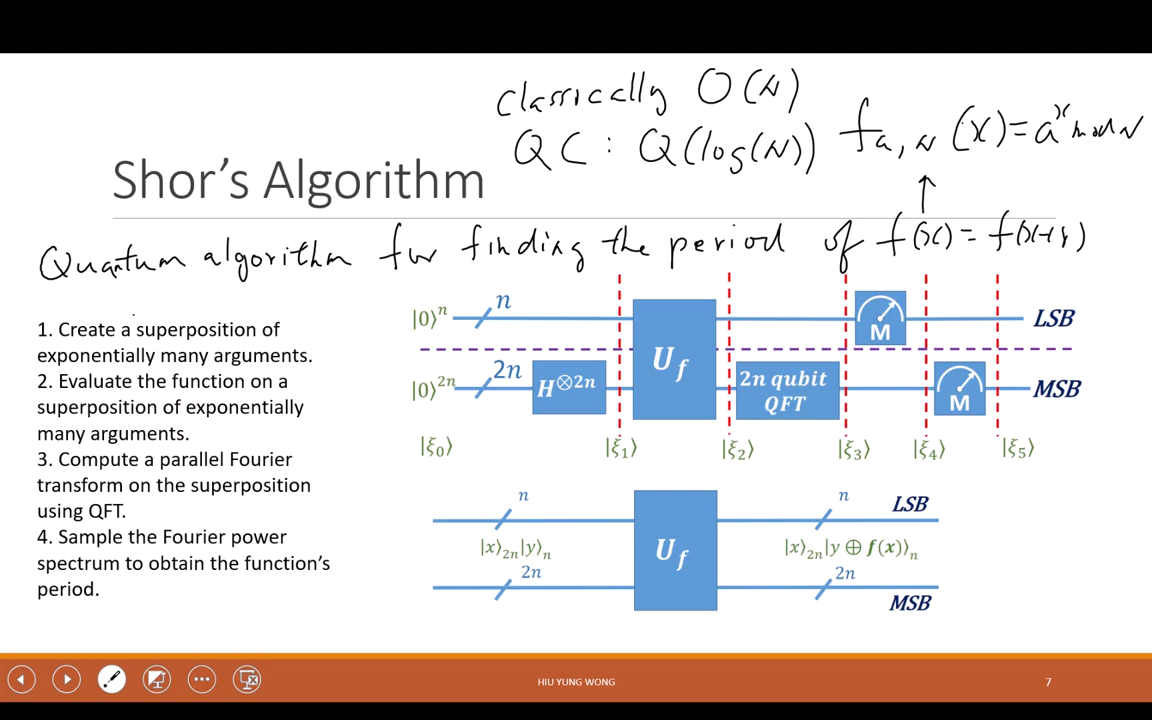 classically O(N)
QC : Q(log(N)) f_{a,N}(x)=a^x mod N
Shor's Algorithm
↑
Quantum algorithm for finding the period of f(x) = f(x+r)
|0⟩^n n M LSB
U_f
|0⟩^{2n} 2n H^{⊗2n} 2n qubit QFT M MSB
|ξ_0⟩ |ξ_1⟩ |ξ_2⟩ |ξ_3⟩ |ξ_4⟩ |ξ_5⟩
1. Create a superposition of
exponentially many arguments.
2. Evaluate the function on a
superposition of exponentially
many arguments.
3. Compute a parallel Fourier
transform on the superposition
using QFT.
4. Sample the Fourier power
spectrum to obtain the function's
period.
n n LSB
|x⟩_{2n}|y⟩_n U_f |x⟩_{2n}|y ⊕ f(x)⟩_n
2n 2n
MSB
HIU YUNG WONG 7